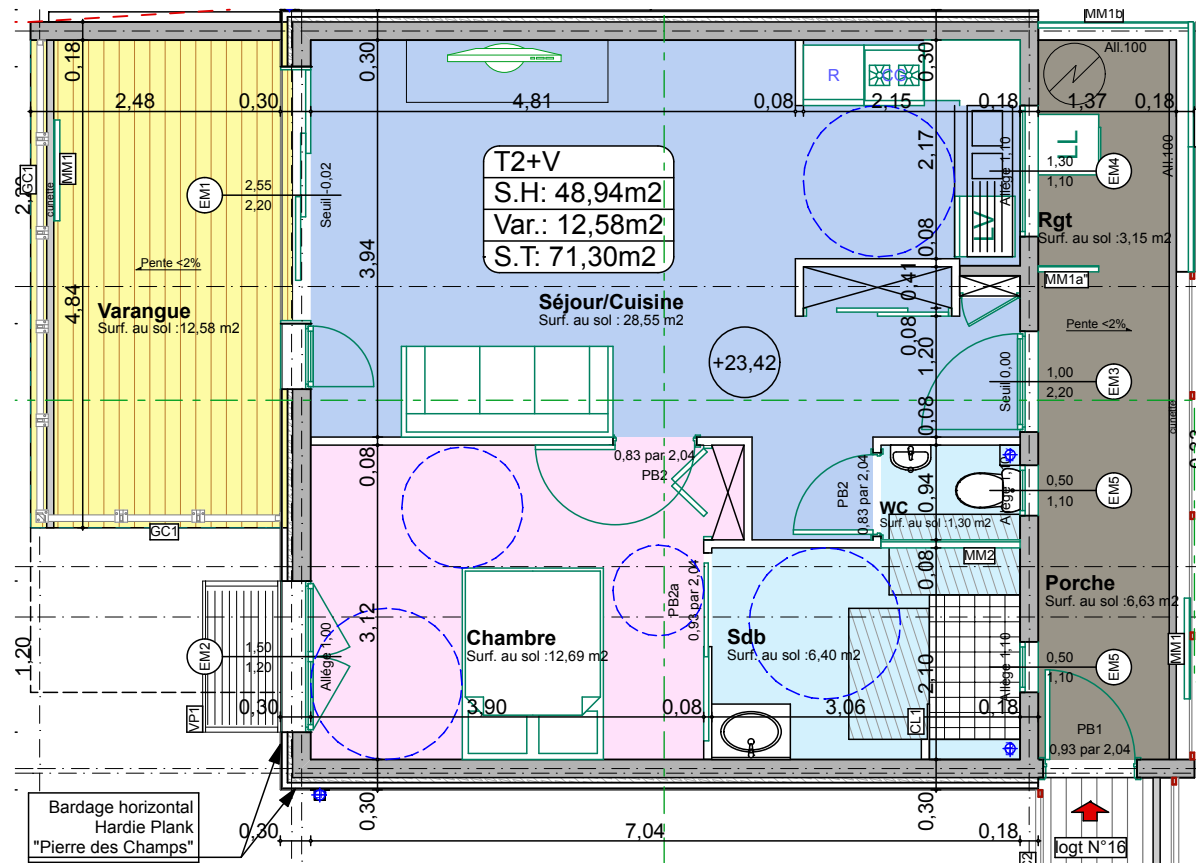 MM1b
0,18
2,48
0,30
0,30
4,81
0,08
R
CG
2,15
0,30
0,18
All.100
1,37
0,18
All.100
LL
GC1
MM1
cunette
EM1
2,55
2,20
Seuil -0,02
T2+V
S.H: 48,94m2
Var.: 12,58m2
S.T: 71,30m2
2,17
Allège 1,10
1,30
1,10
EM4
LV
0,08
Rgt
Surf. au sol :3,15 m2
Pente <2%
3,94
4,84
0,41
MM1a"
Varangue
Surf. au sol :12,58 m2
Séjour/Cuisine
Surf. au sol : 28,55 m2
0,08
1,20
Pente <2%
+23,42
Seuil 0,00
1,00
2,20
EM3
0,08
cunette
0,08
0,83 par 2,04
PB2
PB2
0,83 par 2,04
0,94
Allège 1,10
0,50
1,10
EM5
WC
Surf. au sol :1,30 m2
GC1
0,08
MM2
3,12
PB2a
0,93 par 2,04
Porche
Surf. au sol :6,63 m2
1,20
EM2
1,50
1,20
Allège 1,00
Chambre
Surf. au sol :12,69 m2
Sdb
Surf. au sol :6,40 m2
2,10
Allège 1,10
0,50
1,10
EM5
MM1
VP1
0,30
3,90
0,08
3,06
CL1
0,18
PB1
0,93 par 2,04
Bardage horizontal
Hardie Plank
"Pierre des Champs"
0,30
0,30
7,04
0,30
0,18
logt N°16